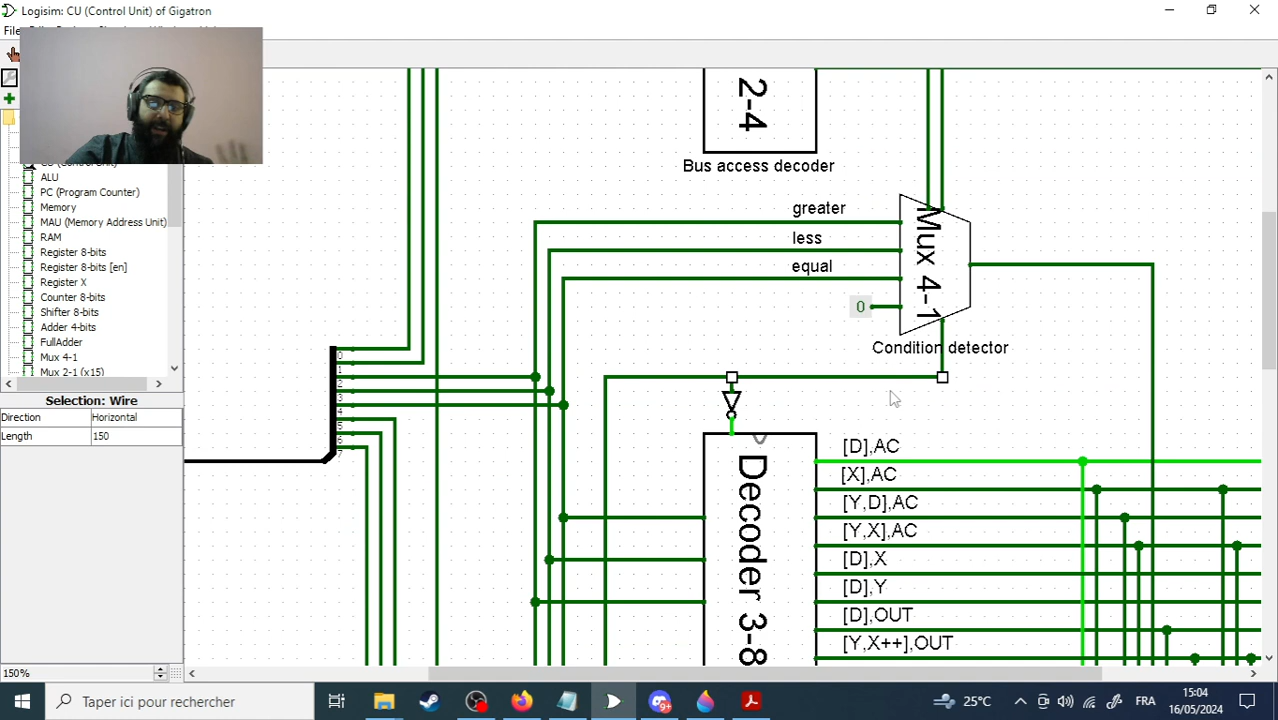 Logisim: CU (Control Unit) of Gigatron
File
ALU
PC (Program Counter)
Memory
MAU (Memory Address Unit)
RAM
Register 8-bits
Register 8-bits [en]
Register X
Counter 8-bits
Shifter 8-bits
Adder 4-bits
FullAdder
Mux 4-1
Mux 2-1 (x15)
Selection: Wire
Direction Horizontal
Length 150
150%
2-4
Bus access decoder
greater
less
equal
0
Mux 4-1
Condition detector
0
1
2
3
4
5
6
7
Decoder 3-8
[D],AC
[X],AC
[Y,D],AC
[Y,X],AC
[D],X
[D],Y
[D],OUT
[Y,X++],OUT
Taper ici pour rechercher
9+
25°C
FRA
15:04
16/05/2024